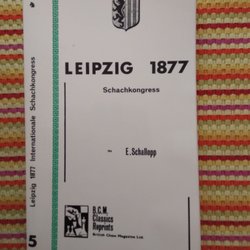 LEIPZIG 1877
Schachkongress
E.Schallopp
B.C.M.
Classics
Reprints
British Chess Magazine Ltd.
Leipzig 1877 Internationale Schachkongress
5